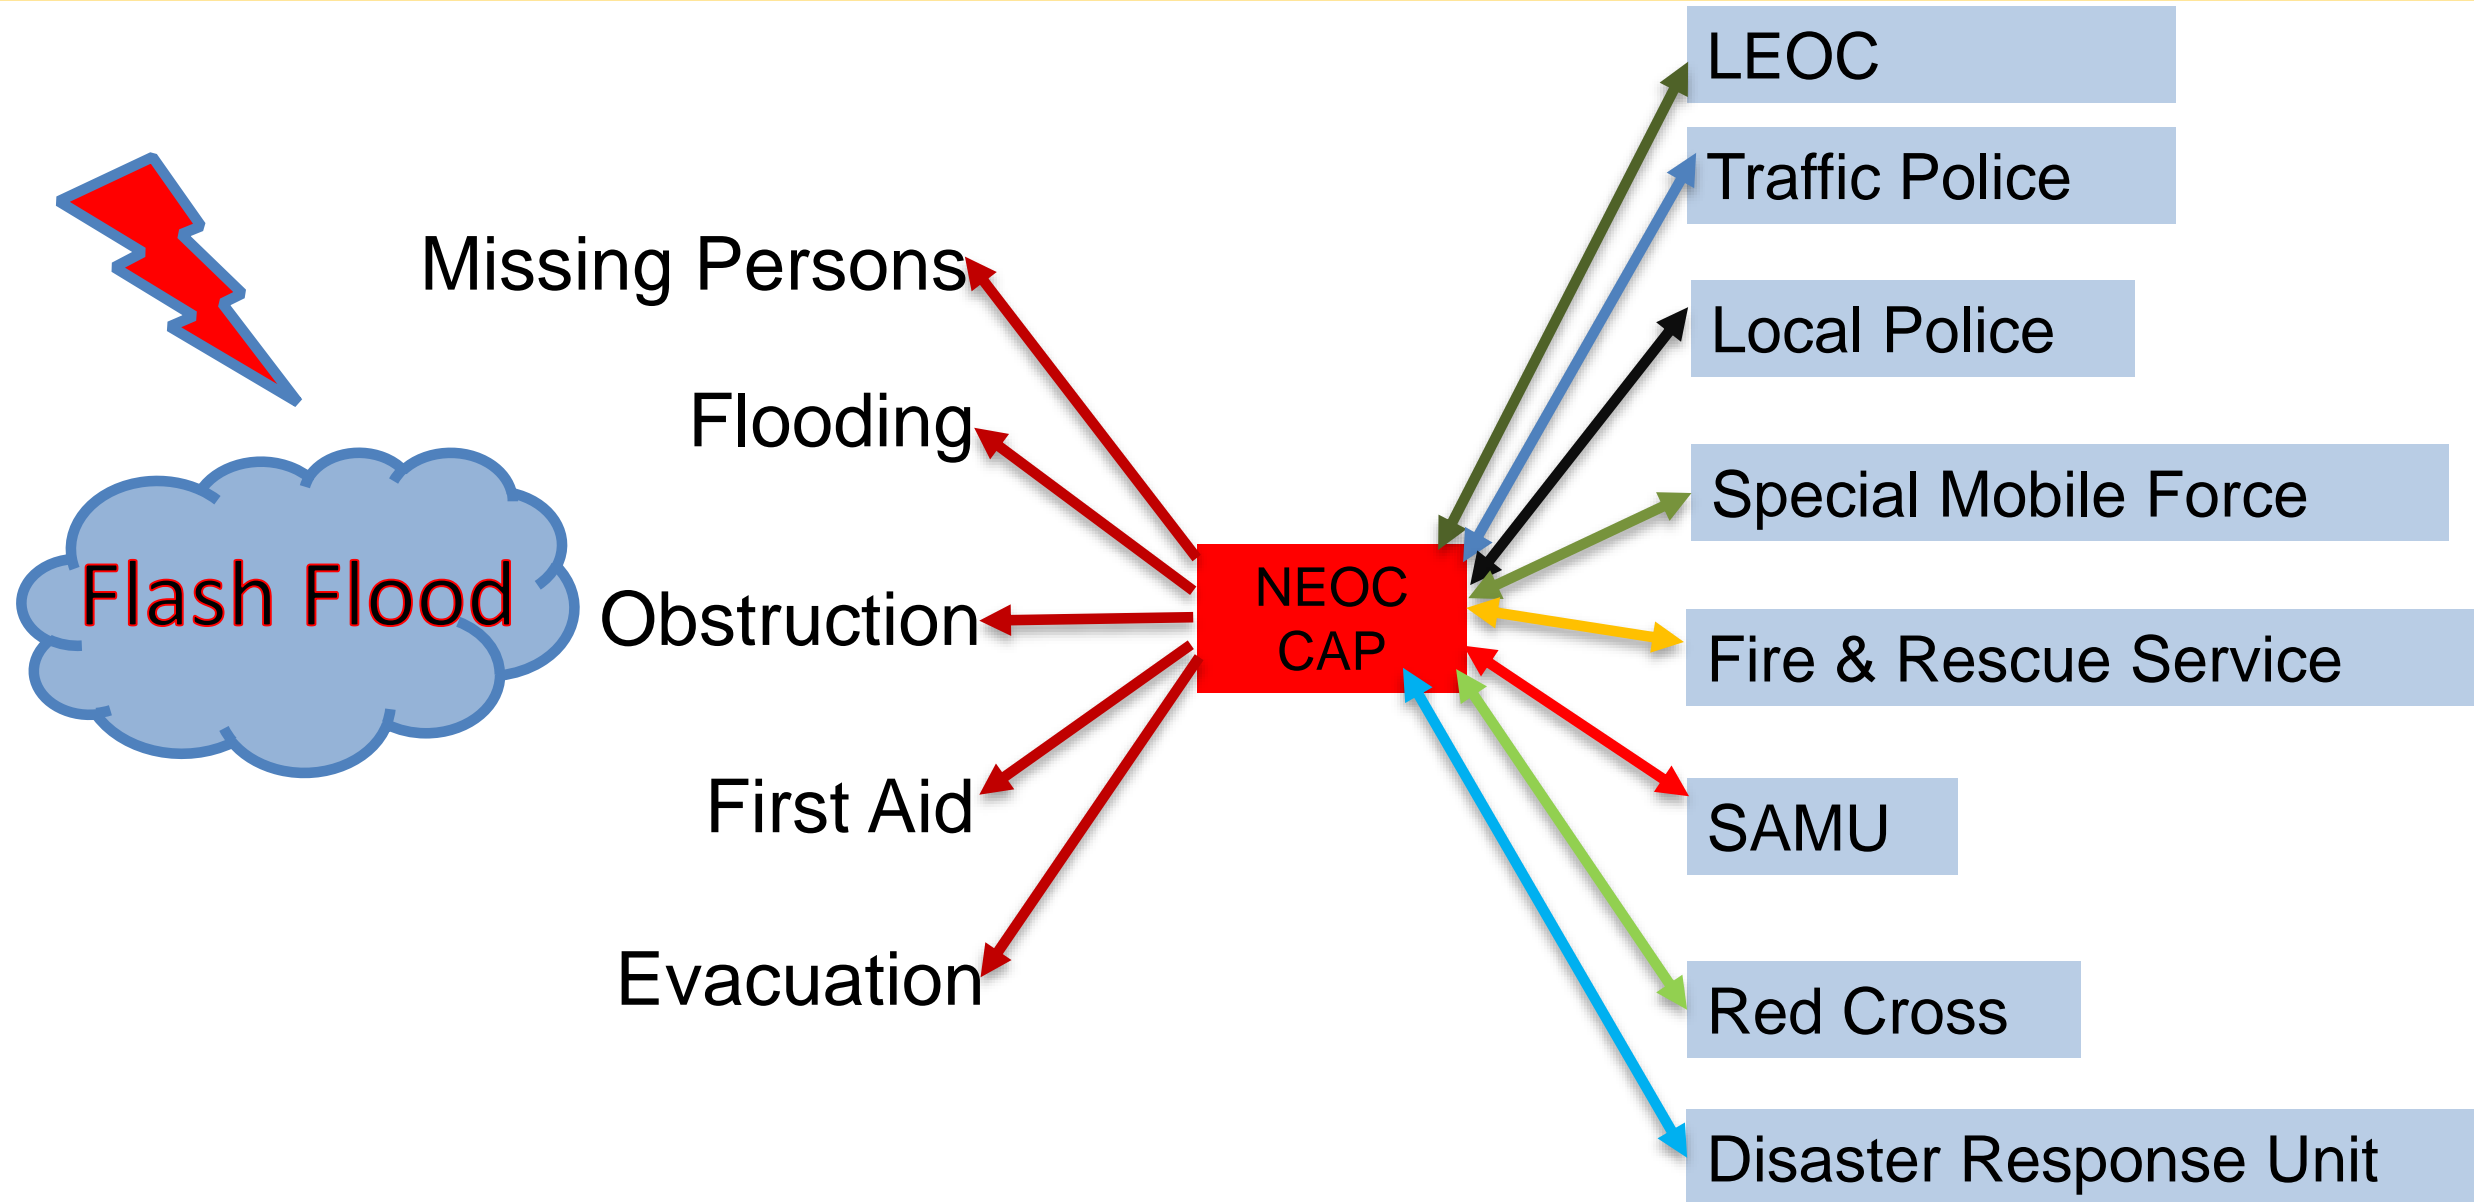 Flash Flood
Missing Persons
Flooding
Obstruction
First Aid
Evacuation
NEOC
CAP
LEOC
Traffic Police
Local Police
Special Mobile Force
Fire & Rescue Service
SAMU
Red Cross
Disaster Response Unit